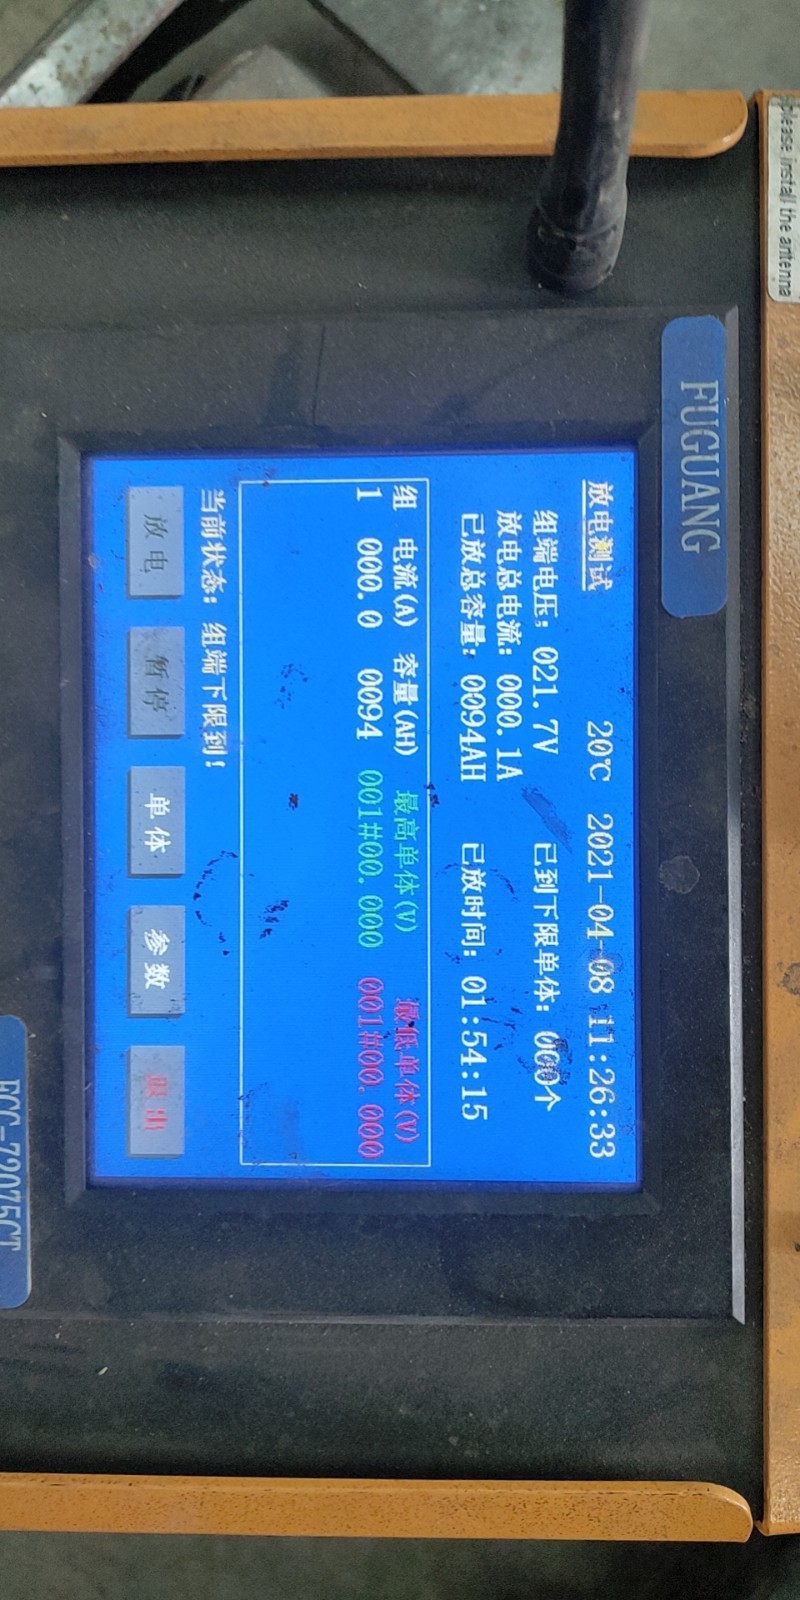 please install the antenna
FUGUANG
放电测试 20℃ 2021-04-08 11:26:33
组端电压: 021.7V 已到下限单体: 000个
放电总电流: 000.1A
已放总容量: 0094AH 已放时间: 01:54:15
组 电流(A) 容量(AH) 最高单体(V) 最低单体(V)
1 000.0 0094 001#00.000 001#00.000
当前状态: 组端下限到!
放电 暂停 单体 参数 退出
FCC-72075CT